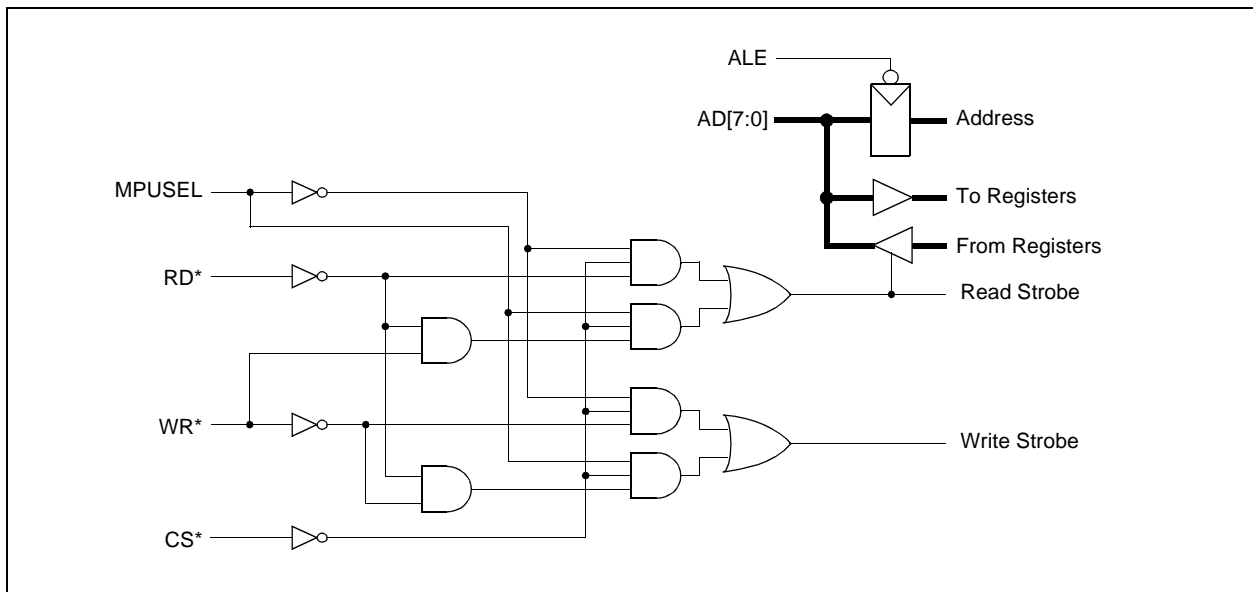 ALE
AD[7:0]
Address
MPUSEL
To Registers
From Registers
RD*
Read Strobe
WR*
Write Strobe
CS*